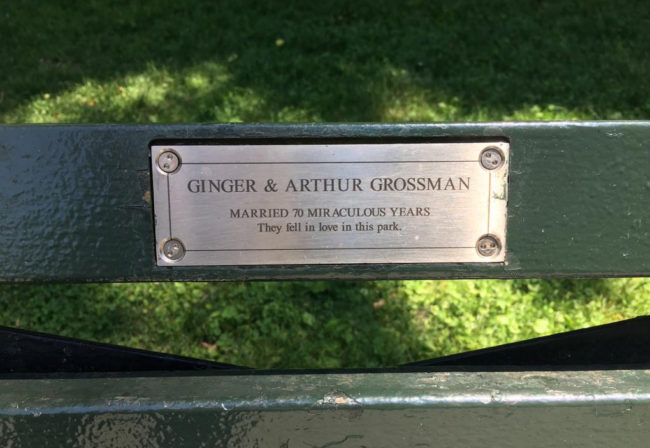 GINGER & ARTHUR GROSSMAN
MARRIED 70 MIRACULOUS YEARS
They fell in love in this park.